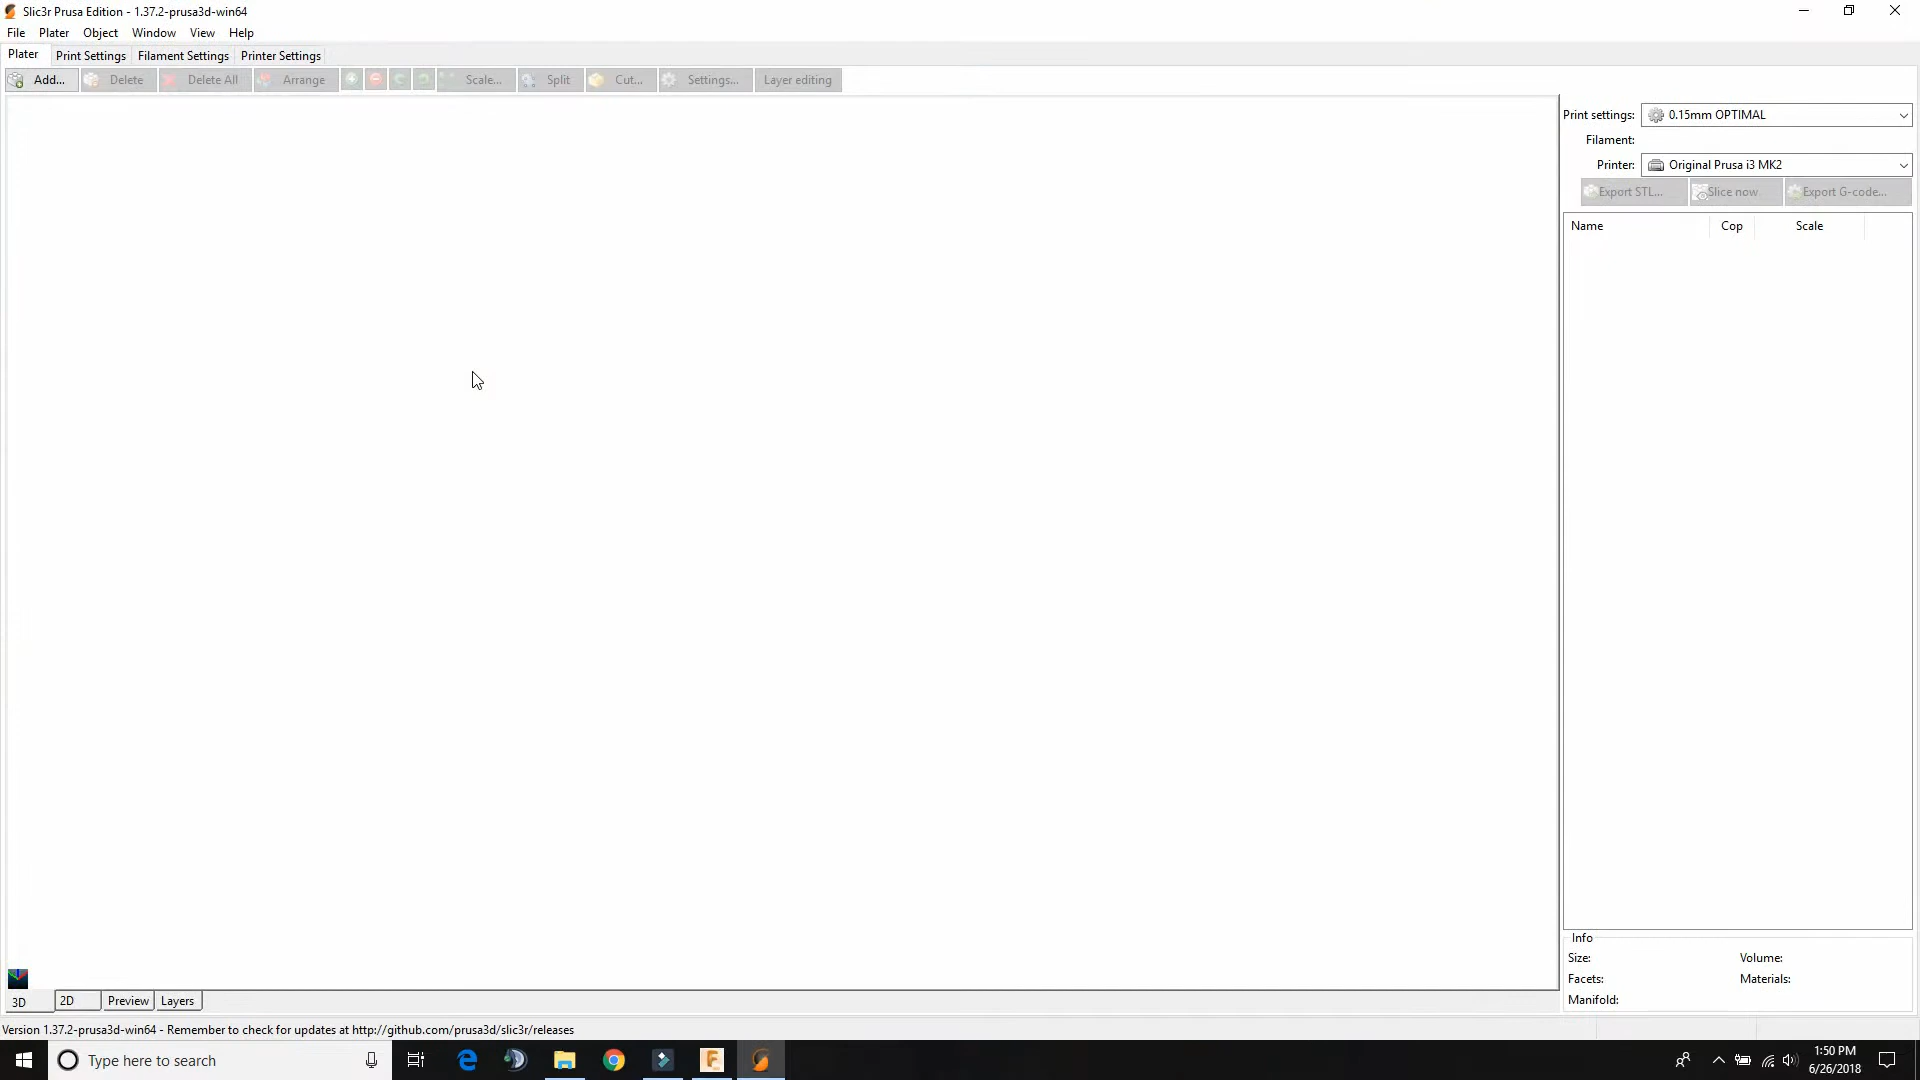 Slic3r Prusa Edition - 1.37.2-prusa3d-win64
File Plater Object Window View Help
Plater Print Settings Filament Settings Printer Settings
Add... Delete Delete All Arrange Scale... Split Cut... Settings... Layer editing
Print settings: 0.15mm OPTIMAL
Filament:
Printer: Original Prusa i3 MK2
Export STL... Slice now Export G-code...
Name Cop Scale
Info
Size: Volume:
Facets: Materials:
Manifold:
3D 2D Preview Layers
Version 1.37.2-prusa3d-win64 - Remember to check for updates at http://github.com/prusa3d/slic3r/releases
Type here to search
1:50 PM
6/26/2018